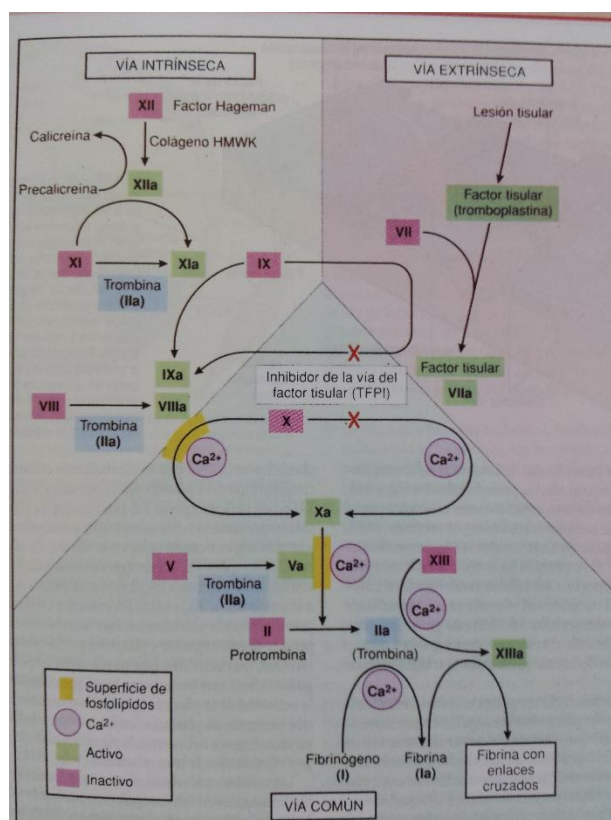 VÍA INTRÍNSECA
VÍA EXTRÍNSECA
XII Factor Hageman
Colágeno HMWK
Calicreína
Precalicreína
XIIa
XI
XIa
Trombina
(IIa)
IX
Lesión tisular
Factor tisular
(tromboplastina)
VII
Factor tisular
VIIa
IXa
VIII
VIIIa
Trombina
(IIa)
Inhibidor de la vía del
factor tisular (TFPI)
X
X
X
Ca2+
Ca2+
Xa
V
Va
Ca2+
Trombina
(IIa)
XIII
Ca2+
II
Protrombina
IIa
(Trombina)
XIIIa
Ca2+
Fibrinógeno
(I)
Fibrina
(Ia)
Fibrina con
enlaces
cruzados
Superficie de
fosfolípidos
Ca2+
Activo
Inactivo
VÍA COMÚN